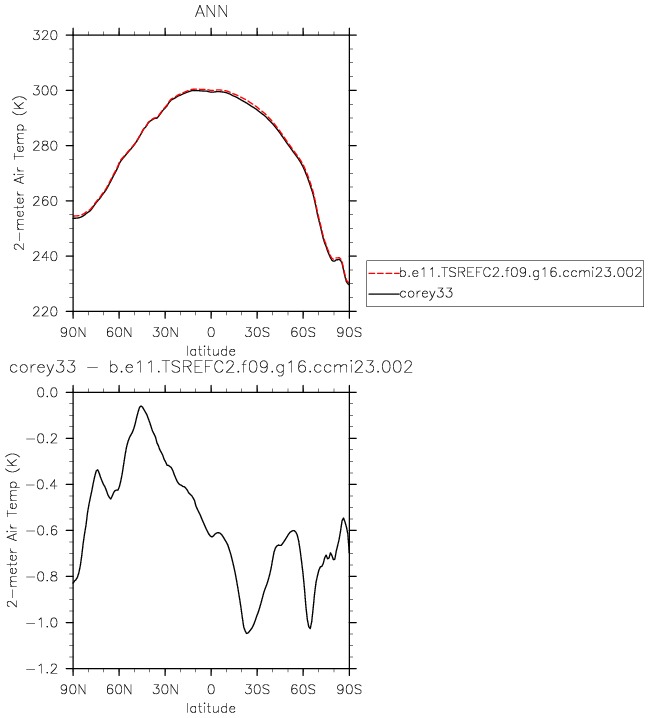 ANN
320
300
280
260
240
220
2-meter Air Temp (K)
90N 60N 30N 0 30S 60S 90S
latitude
b.e11.TSREFC2.f09.g16.ccmi23.002
corey33
corey33 - b.e11.TSREFC2.f09.g16.ccmi23.002
0.0
-0.2
-0.4
-0.6
-0.8
-1.0
-1.2
2-meter Air Temp (K)
90N 60N 30N 0 30S 60S 90S
latitude